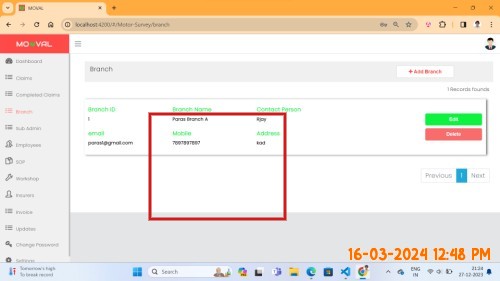 MOVAL
localhost:4200/#/Motor-Survey/branch
MOVAL
Dashboard
Claims
Completed Claims
Branch
Sub Admin
Employees
SOP
Workshop
Insurers
Invoice
Updates
Change Password
Settings
Branch
+ Add Branch
1 Records founds
Branch ID Branch Name Contact Person
1 Paras Branch A Rjay
Edit
email Mobile Address
Delete
paras1@gmail.com 7897897897 kad
Previous 1 Next
16-03-2024 12:48 PM
Tomorrow's high
To break record
Search
ENG
IN
21:24
27-12-2023